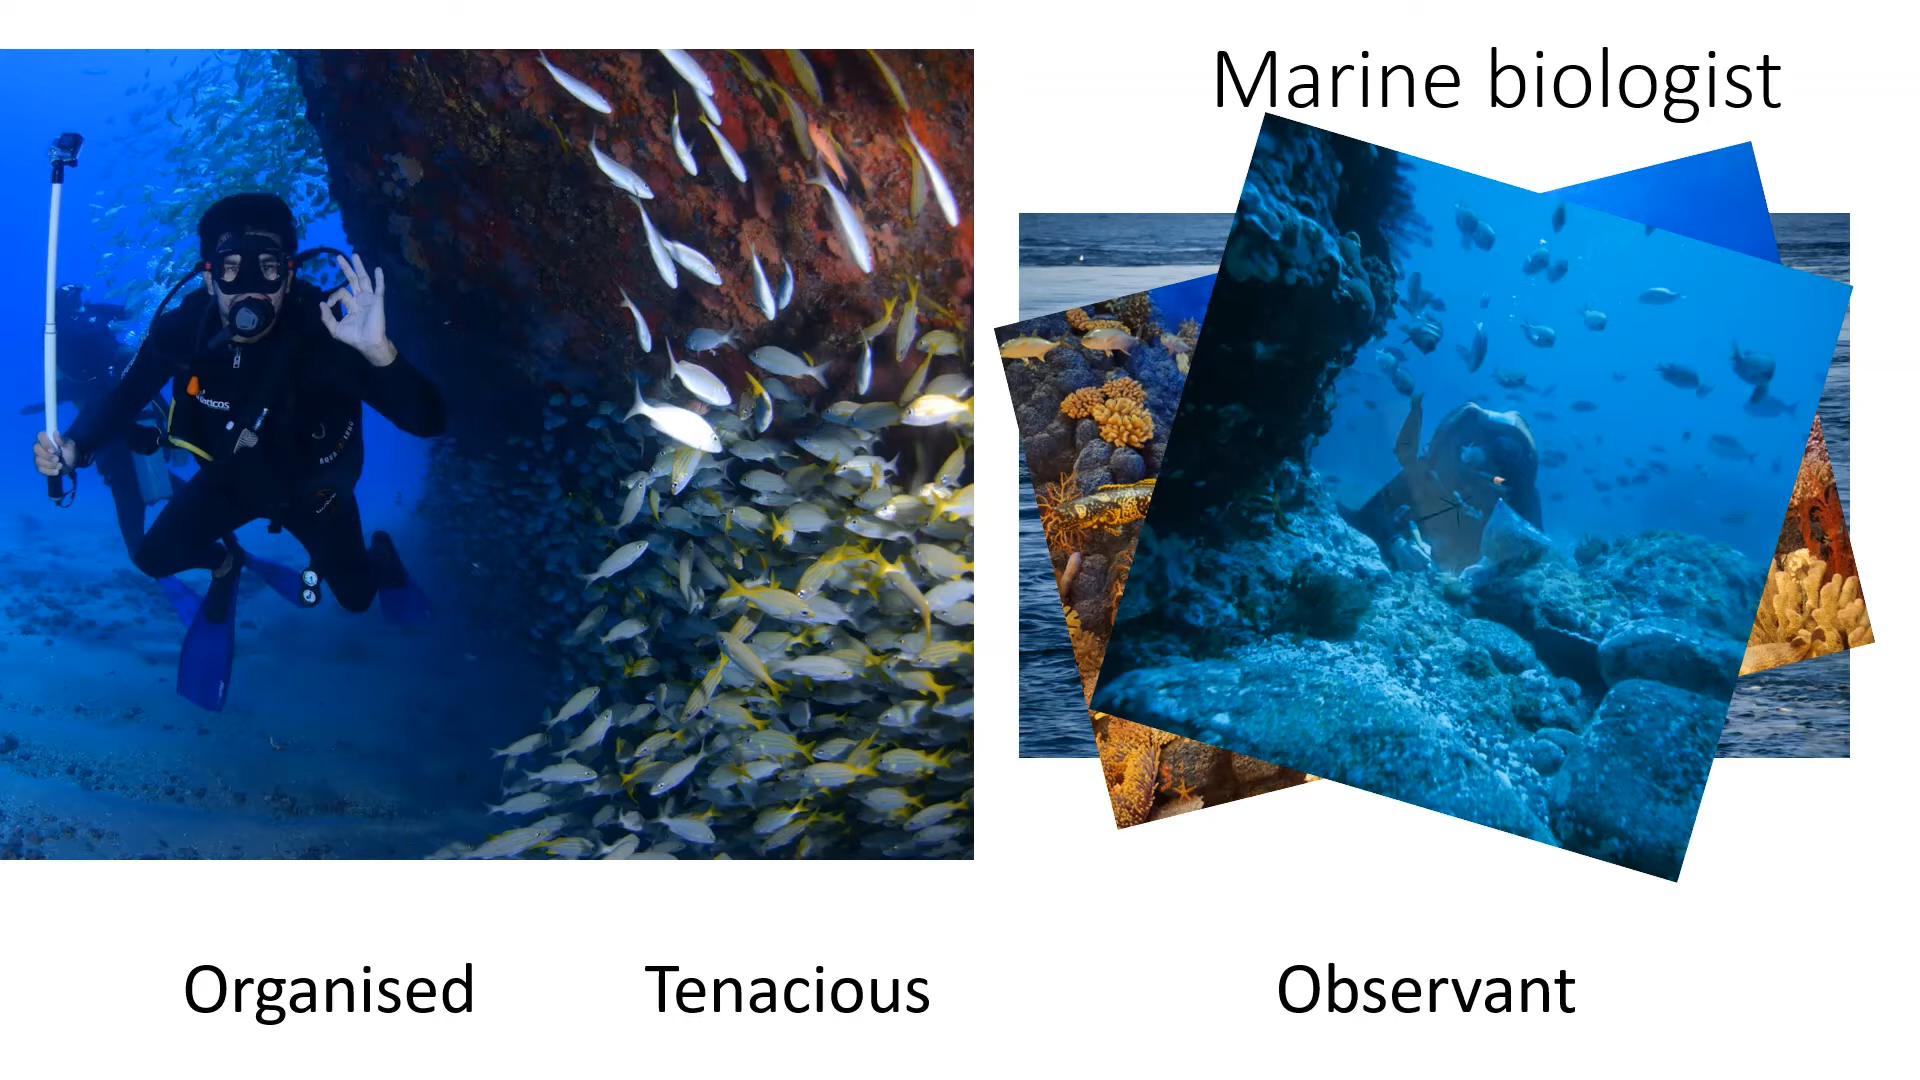 Marine biologist
Organised
Tenacious
Observant